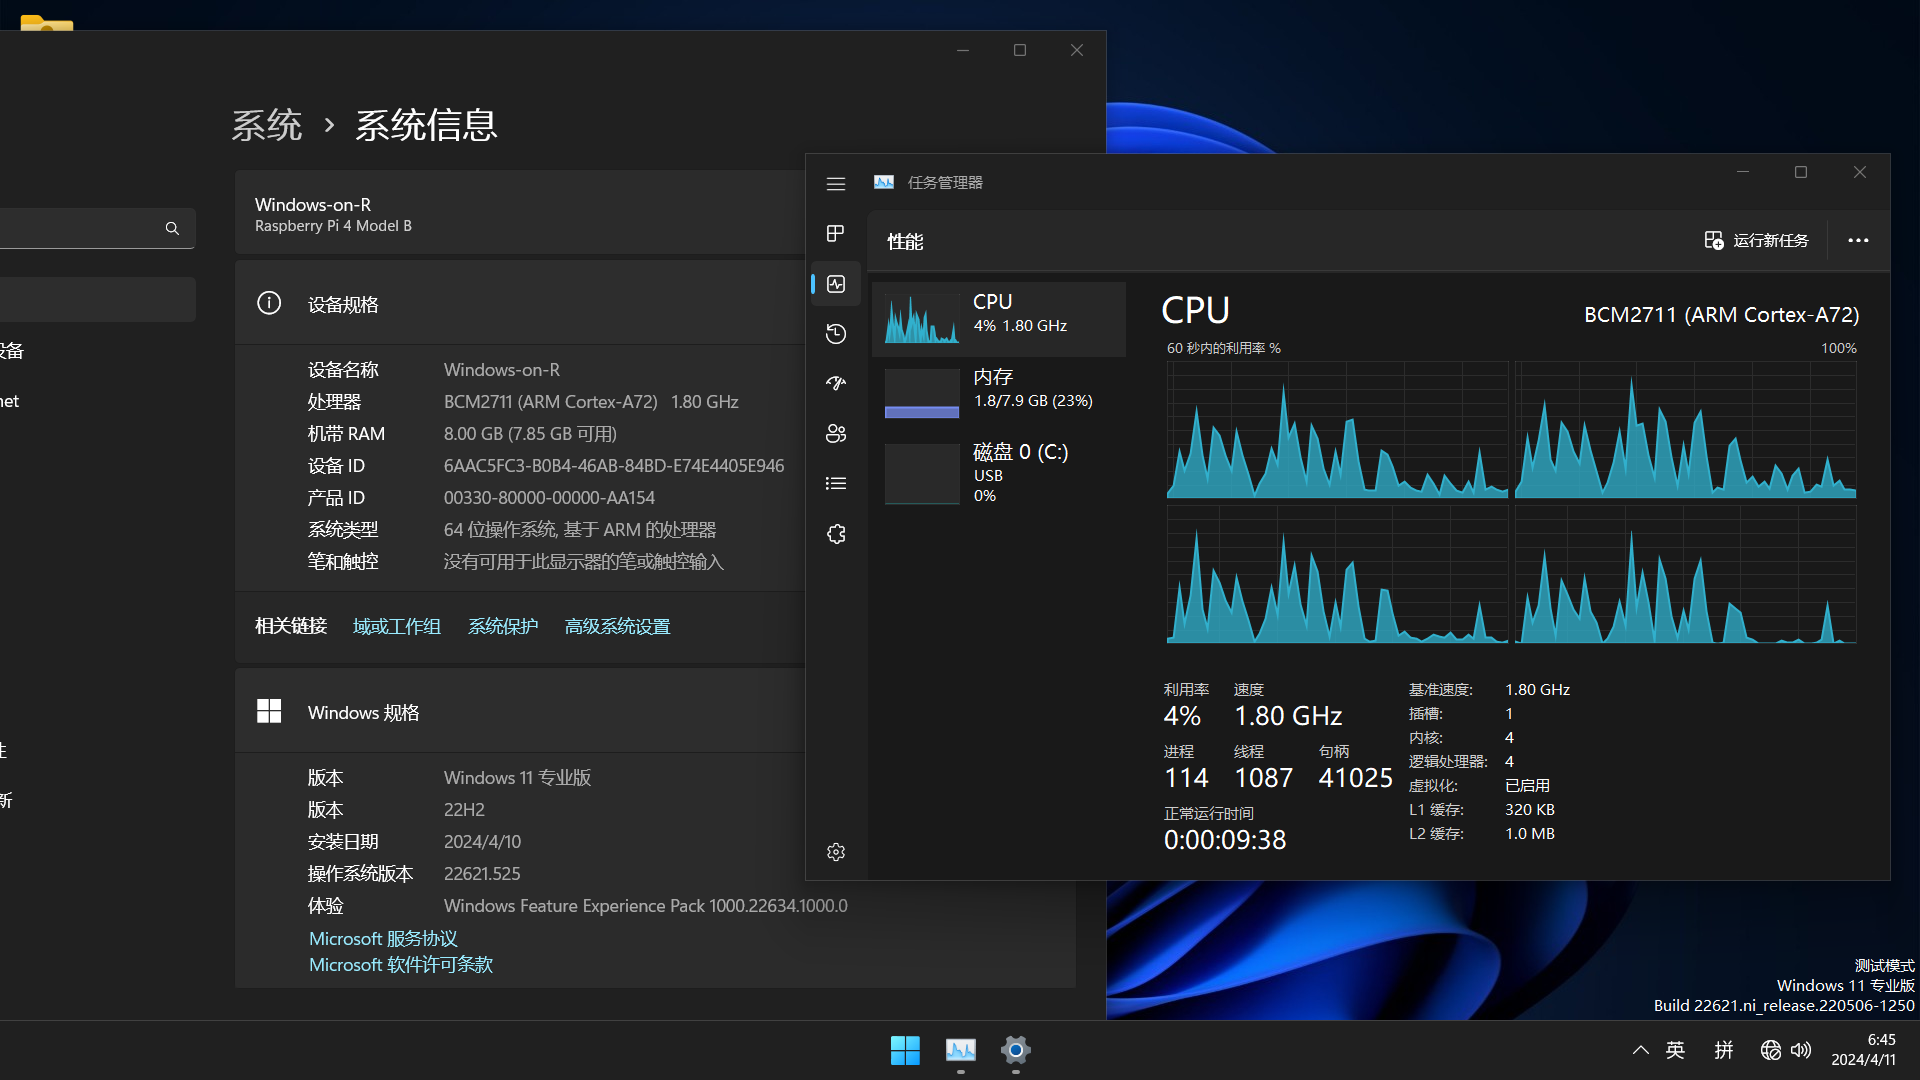 系统 › 系统信息
Windows-on-R
Raspberry Pi 4 Model B
设备规格
设备名称 Windows-on-R
处理器 BCM2711 (ARM Cortex-A72) 1.80 GHz
机带 RAM 8.00 GB (7.85 GB 可用)
设备 ID 6AAC5FC3-B0B4-46AB-84BD-E74E4405E946
产品 ID 00330-80000-00000-AA154
系统类型 64 位操作系统, 基于 ARM 的处理器
笔和触控 没有可用于此显示器的笔或触控输入
相关链接 域或工作组 系统保护 高级系统设置
Windows 规格
版本 Windows 11 专业版
版本 22H2
安装日期 2024/4/10
操作系统版本 22621.525
体验 Windows Feature Experience Pack 1000.22634.1000.0
Microsoft 服务协议
Microsoft 软件许可条款
设备
net
新
任务管理器
性能
运行新任务
CPU
4% 1.80 GHz
内存
1.8/7.9 GB (23%)
磁盘 0 (C:)
USB
0%
CPU
BCM2711 (ARM Cortex-A72)
60 秒内的利用率 %
100%
利用率 速度
4% 1.80 GHz
进程 线程 句柄
114 1087 41025
正常运行时间
0:00:09:38
基准速度: 1.80 GHz
插槽: 1
内核: 4
逻辑处理器: 4
虚拟化: 已启用
L1 缓存: 320 KB
L2 缓存: 1.0 MB
测试模式
Windows 11 专业版
Build 22621.ni_release.220506-1250
英
拼
6:45
2024/4/11